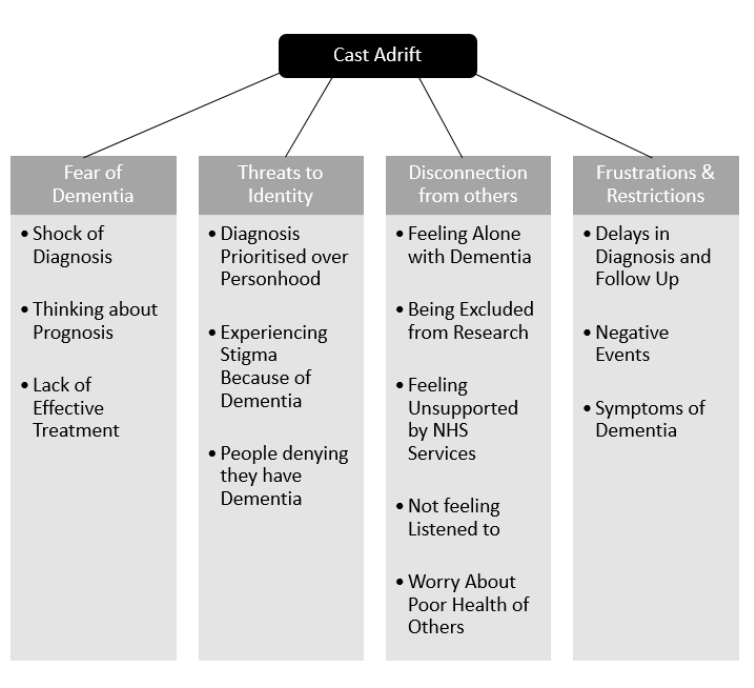 Cast Adrift
Fear of
Dementia
• Shock of
Diagnosis
• Thinking about
Prognosis
• Lack of
Effective
Treatment
Threats to
Identity
• Diagnosis
Prioritised over
Personhood
• Experiencing
Stigma
Because of
Dementia
• People denying
they have
Dementia
Disconnection
from others
• Feeling Alone
with Dementia
• Being Excluded
from Research
• Feeling
Unsupported
by NHS
Services
• Not feeling
Listened to
• Worry About
Poor Health of
Others
Frustrations &
Restrictions
• Delays in
Diagnosis and
Follow Up
• Negative
Events
• Symptoms of
Dementia